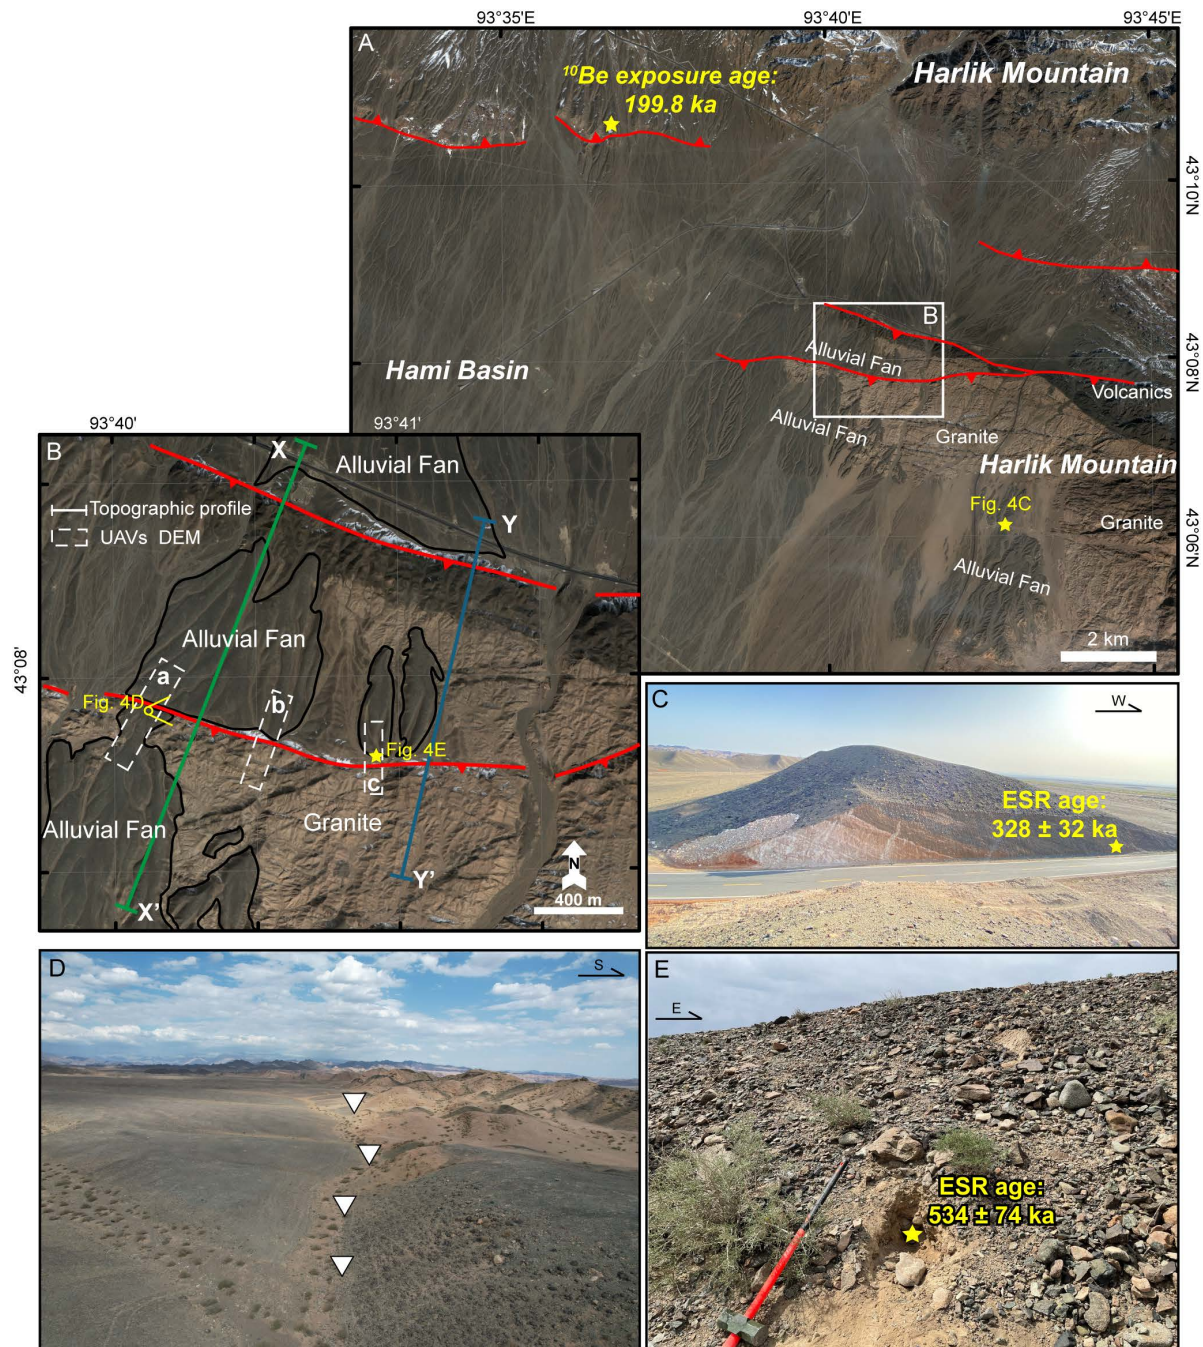 93°35'E
93°40'E
93°45'E
A
¹⁰Be exposure age:
199.8 ka
Harlik Mountain
43°10'N
B
Alluvial Fan
43°08'N
Hami Basin
Volcanics
Alluvial Fan
Granite
Harlik Mountain
Fig. 4C
Granite
43°06'N
Alluvial Fan
2 km
93°40'
93°41'
B
X
Alluvial Fan
Topographic profile
Y
UAVs DEM
Alluvial Fan
43°08'
a
Fig. 4D
b
Fig. 4E
c
Alluvial Fan
Granite
N
X'
Y'
400 m
C
W
ESR age:
328 ± 32 ka
D
S
E
E
ESR age:
534 ± 74 ka